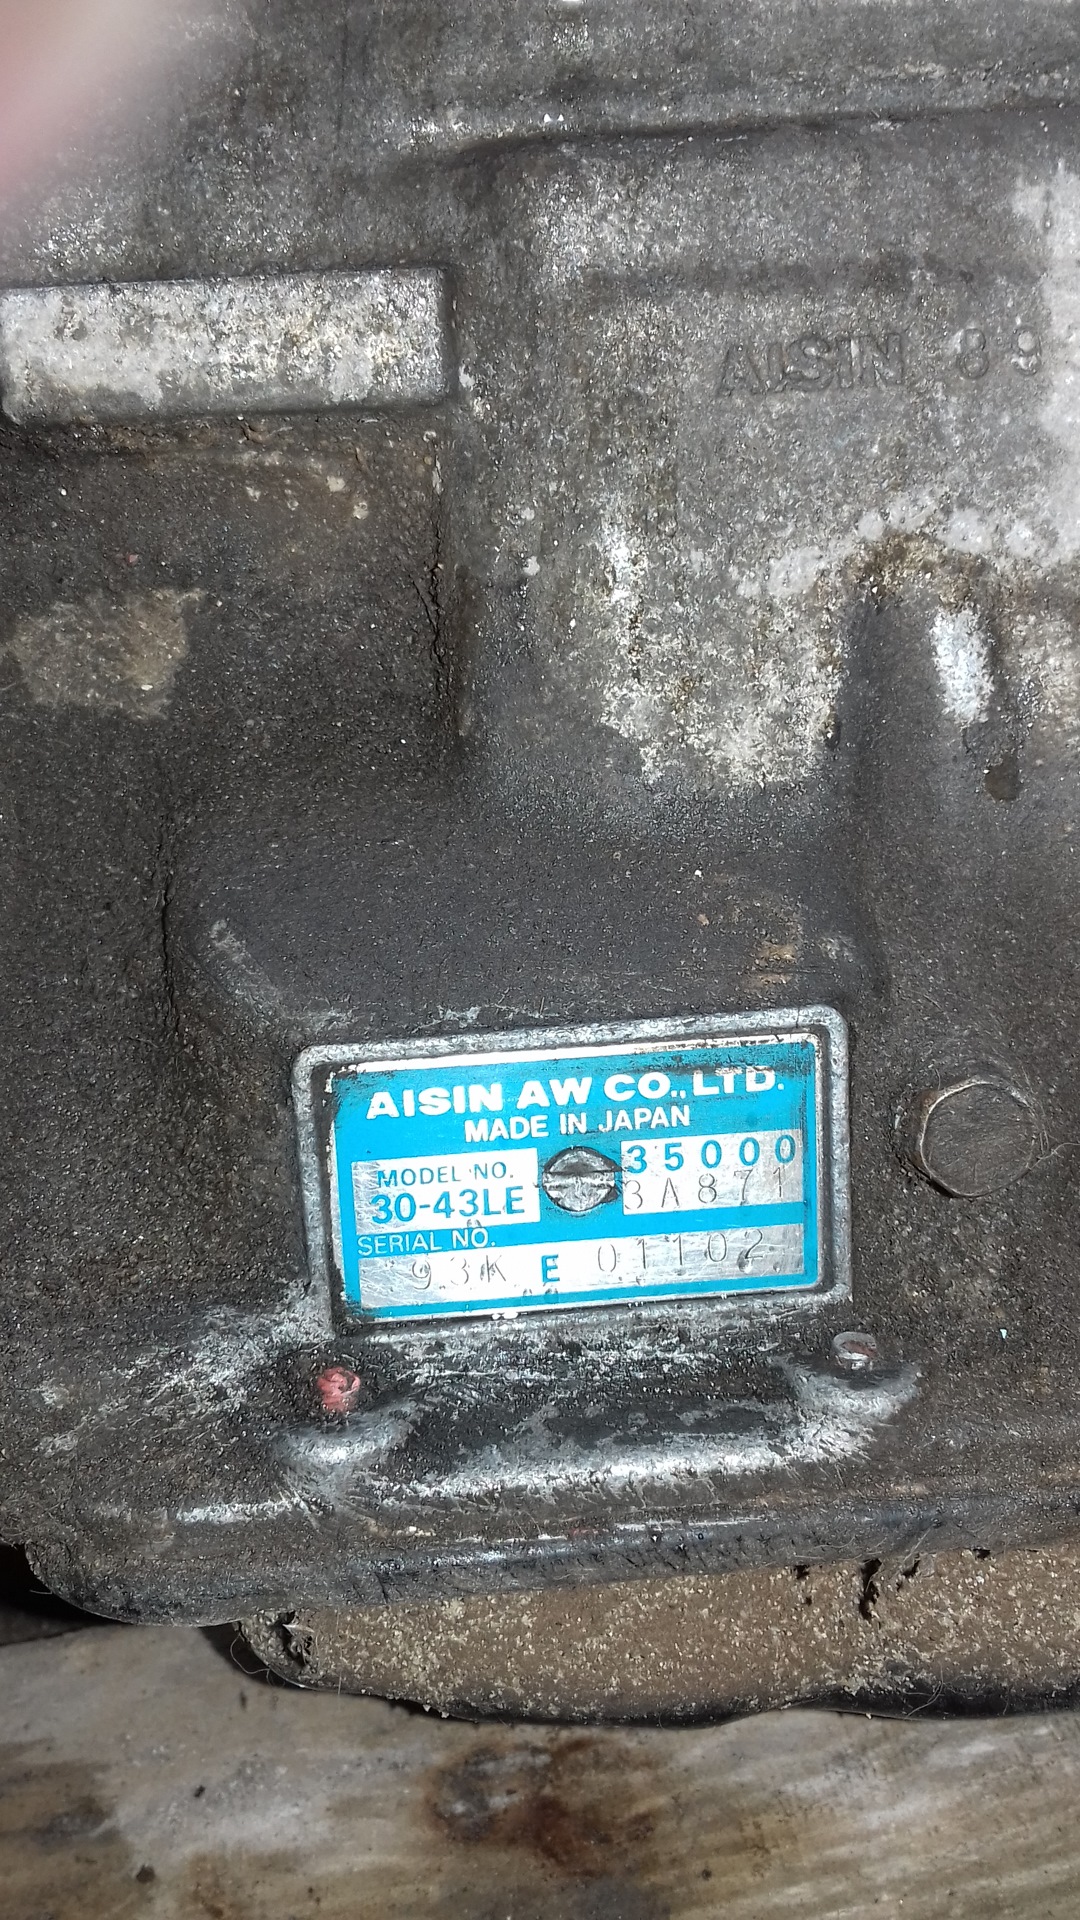 AISIN 89
AISIN AW CO., LTD.
MADE IN JAPAN
MODEL NO. 35000
30-43LE 3A871
SERIAL NO.
93K E 01102